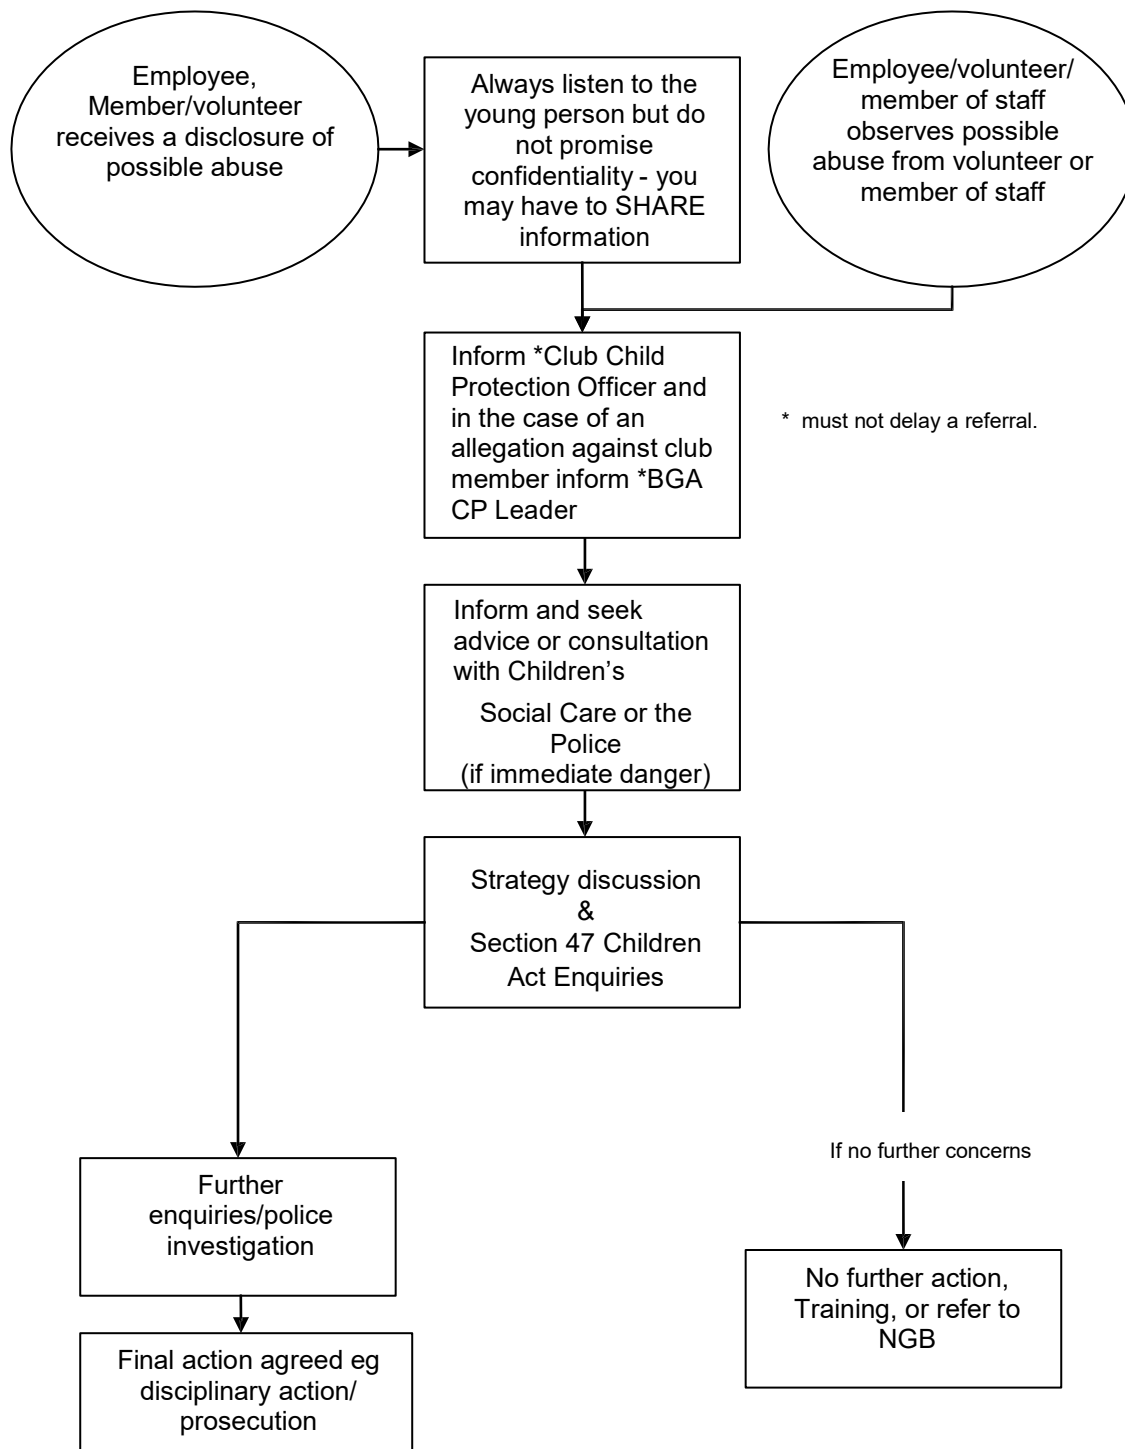 Employee,
Member/volunteer
receives a disclosure of
possible abuse
Always listen to the
young person but do
not promise
confidentiality - you
may have to SHARE
information
Employee/volunteer/
member of staff
observes possible
abuse from volunteer or
member of staff
Inform *Club Child
Protection Officer and
in the case of an
allegation against club
member inform *BGA
CP Leader
* must not delay a referral.
Inform and seek
advice or consultation
with Children’s
Social Care or the
Police
(if immediate danger)
Strategy discussion
&
Section 47 Children
Act Enquiries
If no further concerns
Further
enquiries/police
investigation
No further action,
Training, or refer to
NGB
Final action agreed eg
disciplinary action/
prosecution